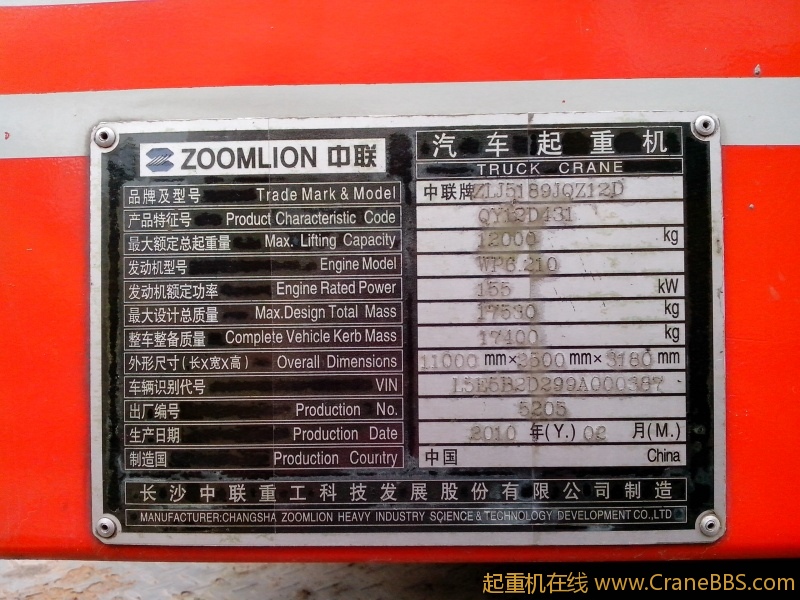 ZOOMLION 中联
汽车起重机
TRUCK CRANE
品牌及型号 Trade Mark & Model 中联牌ZLJ5189JQZ12D
产品特征号 Product Characteristic Code QY12D431
最大额定总起重量 Max. Lifting Capacity 12000 kg
发动机型号 Engine Model WP6.210
发动机额定功率 Engine Rated Power 155 kW
最大设计总质量 Max.Design Total Mass 17530 kg
整车整备质量 Complete Vehicle Kerb Mass 17400 kg
外形尺寸(长X宽X高) Overall Dimensions 11000 mm×2500 mm×3180 mm
车辆识别代号 VIN L5E5B2D299A000367
出厂编号 Production No. 5205
生产日期 Production Date 2010 年(Y.) 02 月(M.)
制造国 Production Country 中国 China
长沙中联重工科技发展股份有限公司制造
MANUFACTURER:CHANGSHA ZOOMLION HEAVY INDUSTRY SCIENCE & TECHNOLOGY DEVELOPMENT CO.,LTD
起重机在线 www.CraneBBS.com